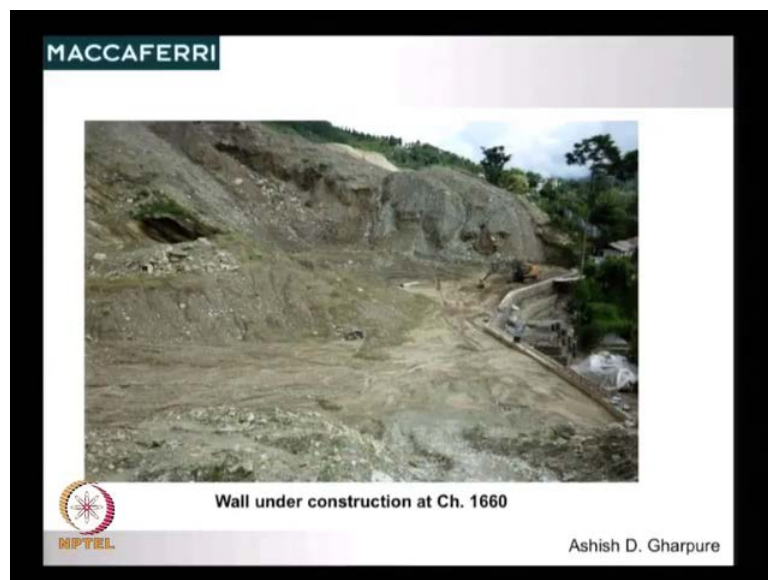 MACCAFERRI
Wall under construction at Ch. 1660
NPTEL
Ashish D. Gharpure